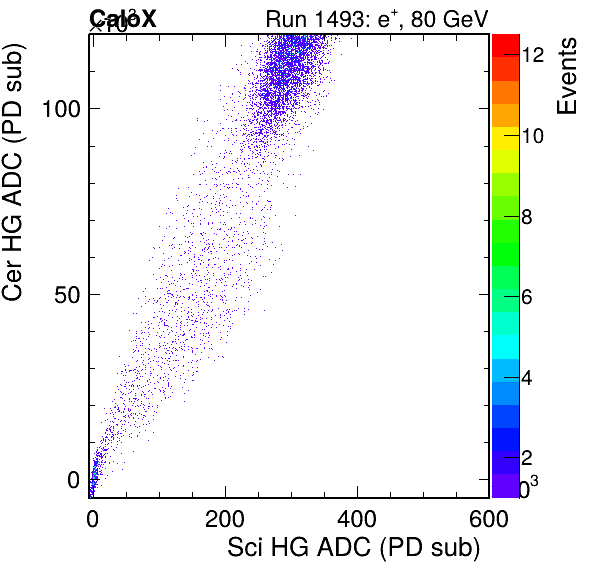 CaloX
×10³
Run 1493: e⁺, 80 GeV
Cer HG ADC (PD sub)
100
50
0
0
200
400
600
Sci HG ADC (PD sub)
12
10
8
6
4
2
Events